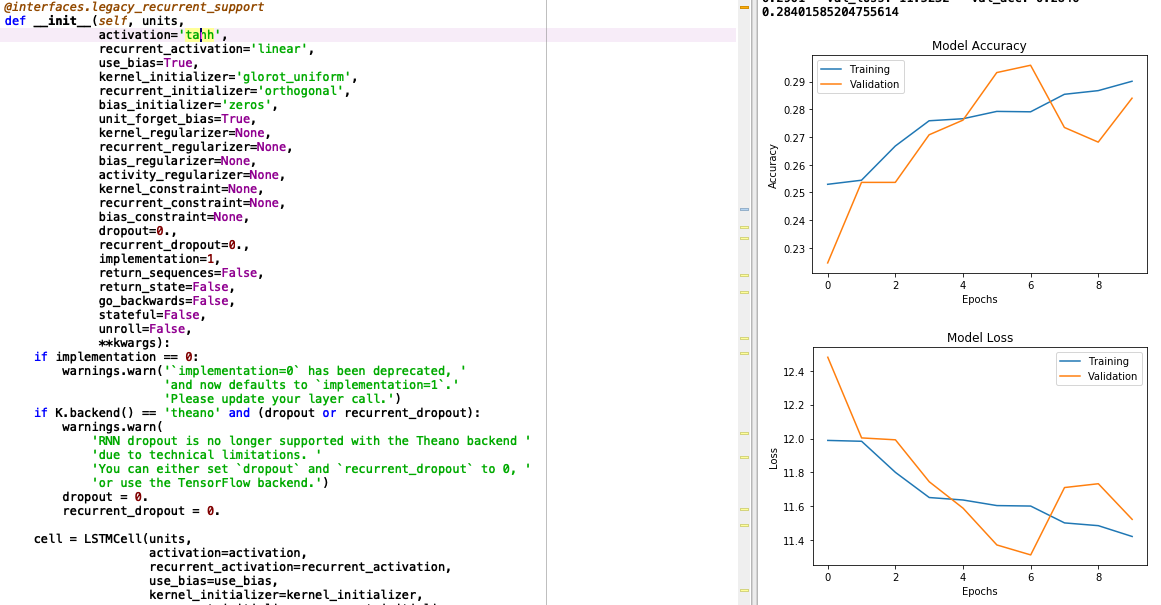 @interfaces.legacy_recurrent_support
def __init__(self, units,
activation='tanh',
recurrent_activation='linear',
use_bias=True,
kernel_initializer='glorot_uniform',
recurrent_initializer='orthogonal',
bias_initializer='zeros',
unit_forget_bias=True,
kernel_regularizer=None,
recurrent_regularizer=None,
bias_regularizer=None,
activity_regularizer=None,
kernel_constraint=None,
recurrent_constraint=None,
bias_constraint=None,
dropout=0.,
recurrent_dropout=0.,
implementation=1,
return_sequences=False,
return_state=False,
go_backwards=False,
stateful=False,
unroll=False,
**kwargs):
if implementation == 0:
warnings.warn('`implementation=0` has been deprecated, '
'and now defaults to `implementation=1`.'
'Please update your layer call.')
if K.backend() == 'theano' and (dropout or recurrent_dropout):
warnings.warn(
'RNN dropout is no longer supported with the Theano backend '
'due to technical limitations. '
'You can either set `dropout` and `recurrent_dropout` to 0, '
'or use the TensorFlow backend.')
dropout = 0.
recurrent_dropout = 0.
cell = LSTMCell(units,
activation=activation,
recurrent_activation=recurrent_activation,
use_bias=use_bias,
kernel_initializer=kernel_initializer,
0.28401585204755614
Model Accuracy
Training
Validation
0.29
0.28
0.27
0.26
0.25
0.24
0.23
Accuracy
0 2 4 6 8
Epochs
Model Loss
Training
Validation
12.4
12.2
12.0
11.8
11.6
11.4
Loss
0 2 4 6 8
Epochs